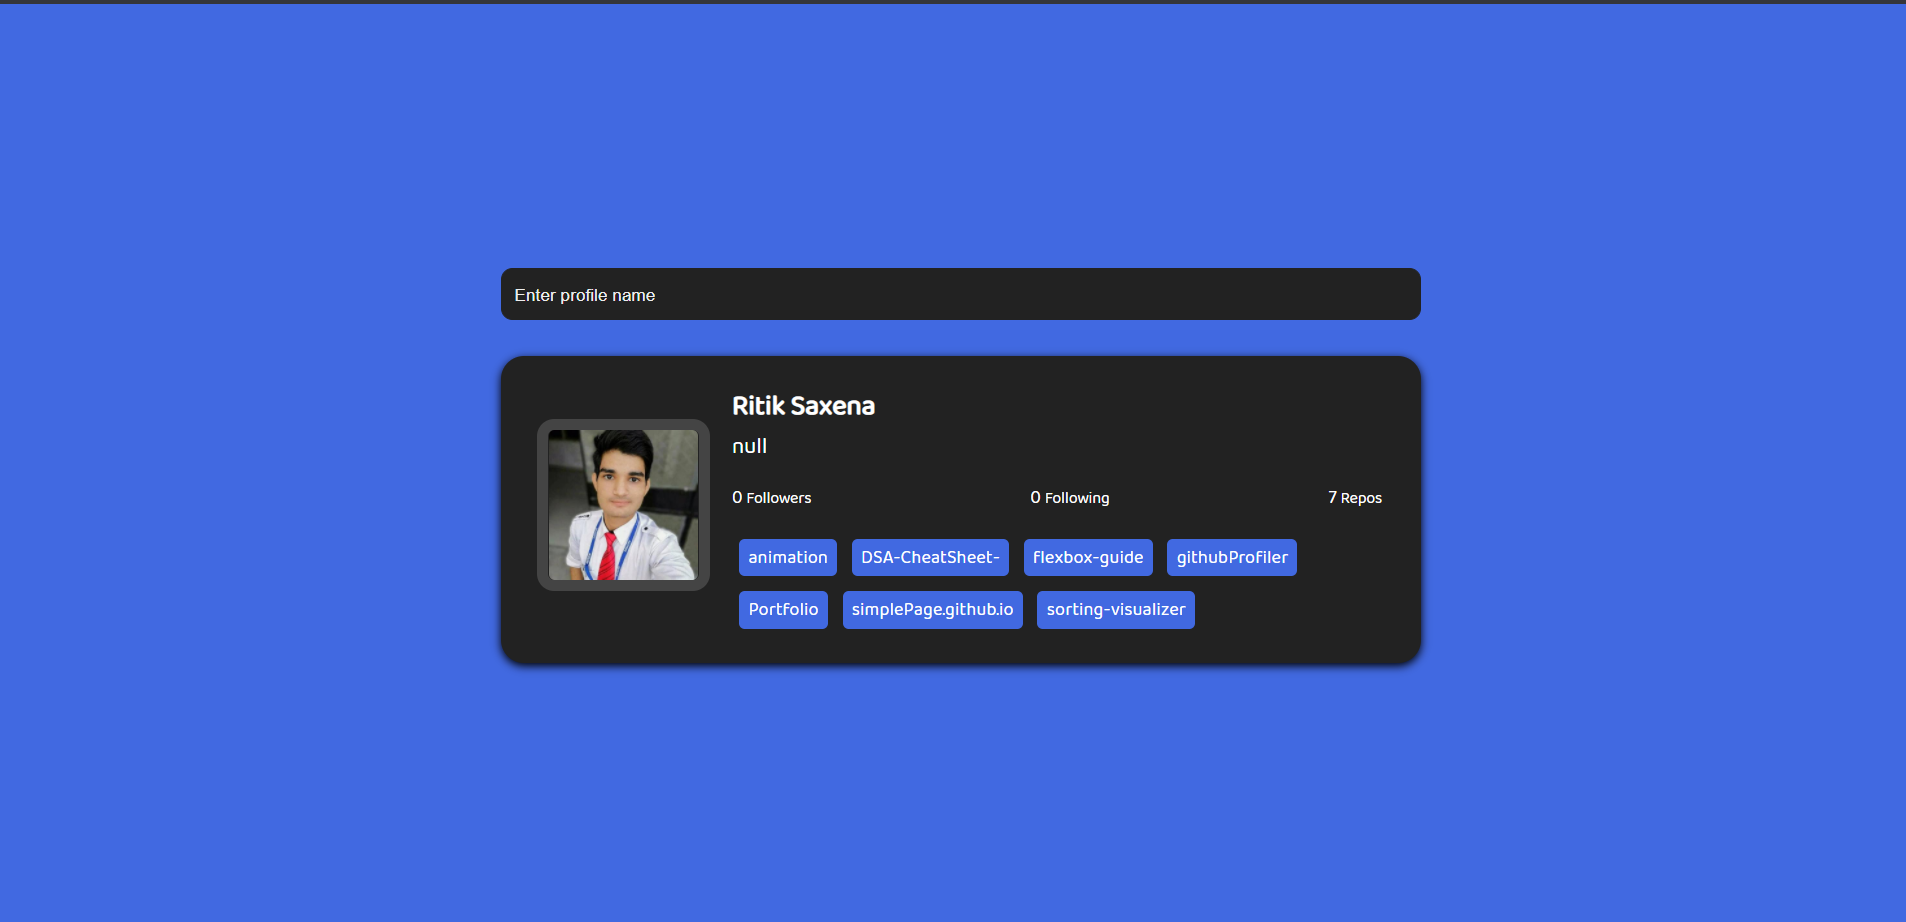 Enter profile name
Ritik Saxena
null
0 Followers 0 Following 7 Repos
animation DSA-CheatSheet- flexbox-guide githubProfiler
Portfolio simplePage.github.io sorting-visualizer